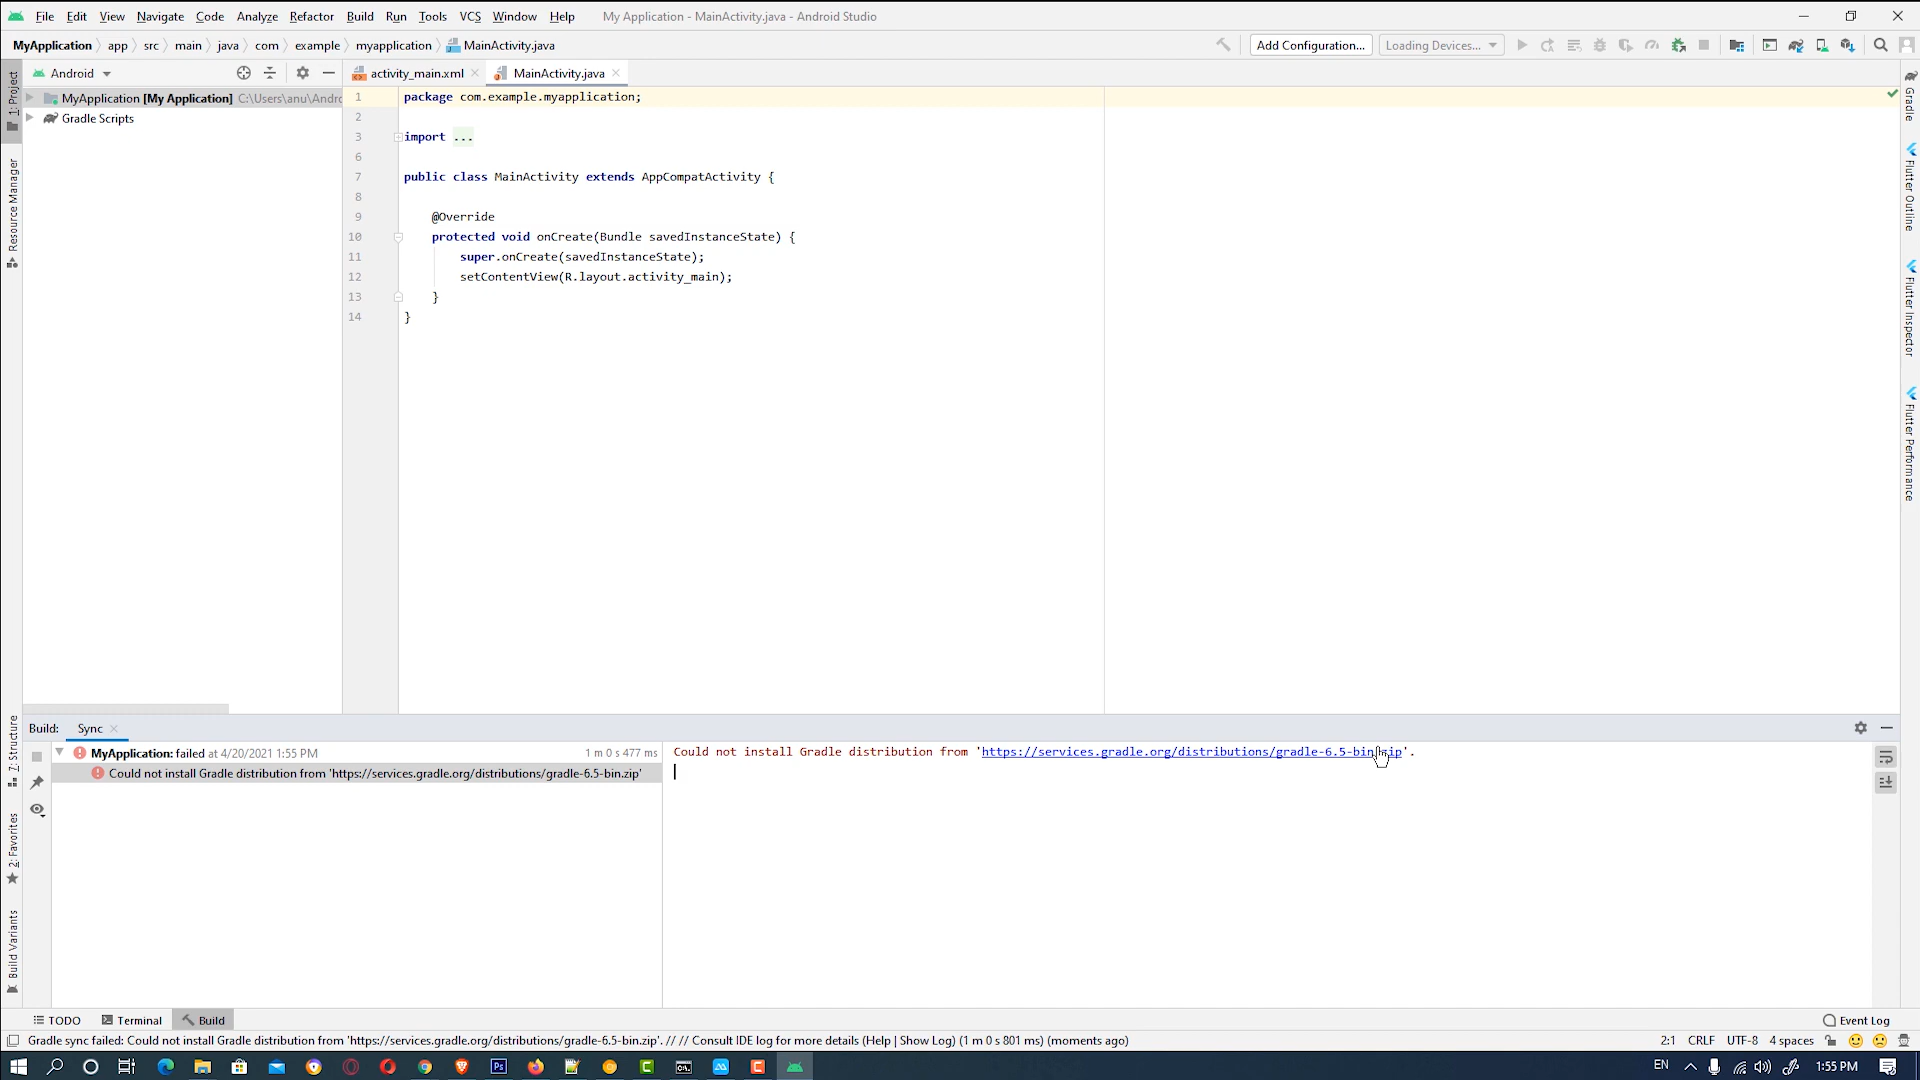 File Edit View Navigate Code Analyze Refactor Build Run Tools VCS Window Help My Application - MainActivity.java - Android Studio
MyApplication app src main java com example myapplication MainActivity.java Add Configuration... Loading Devices...
Android
activity_main.xml MainActivity.java
1: Project
Resource Manager
MyApplication [My Application] C:\Users\anu\Andro
Gradle Scripts
1 package com.example.myapplication;
2
3 import ...
6
7 public class MainActivity extends AppCompatActivity {
8
9 @Override
10 protected void onCreate(Bundle savedInstanceState) {
11 super.onCreate(savedInstanceState);
12 setContentView(R.layout.activity_main);
13 }
14 }
Gradle
Flutter Outline
Flutter Inspector
Flutter Performance
Z: Structure
2: Favorites
Build Variants
Build: Sync
MyApplication: failed at 4/20/2021 1:55 PM 1 m 0 s 477 ms
Could not install Gradle distribution from 'https://services.gradle.org/distributions/gradle-6.5-bin.zip'
Could not install Gradle distribution from 'https://services.gradle.org/distributions/gradle-6.5-bin.zip'.
TODO Terminal Build Event Log
Gradle sync failed: Could not install Gradle distribution from 'https://services.gradle.org/distributions/gradle-6.5-bin.zip'. // // Consult IDE log for more details (Help | Show Log) (1 m 0 s 801 ms) (moments ago) 2:1 CRLF UTF-8 4 spaces
Ps EN 1:55 PM